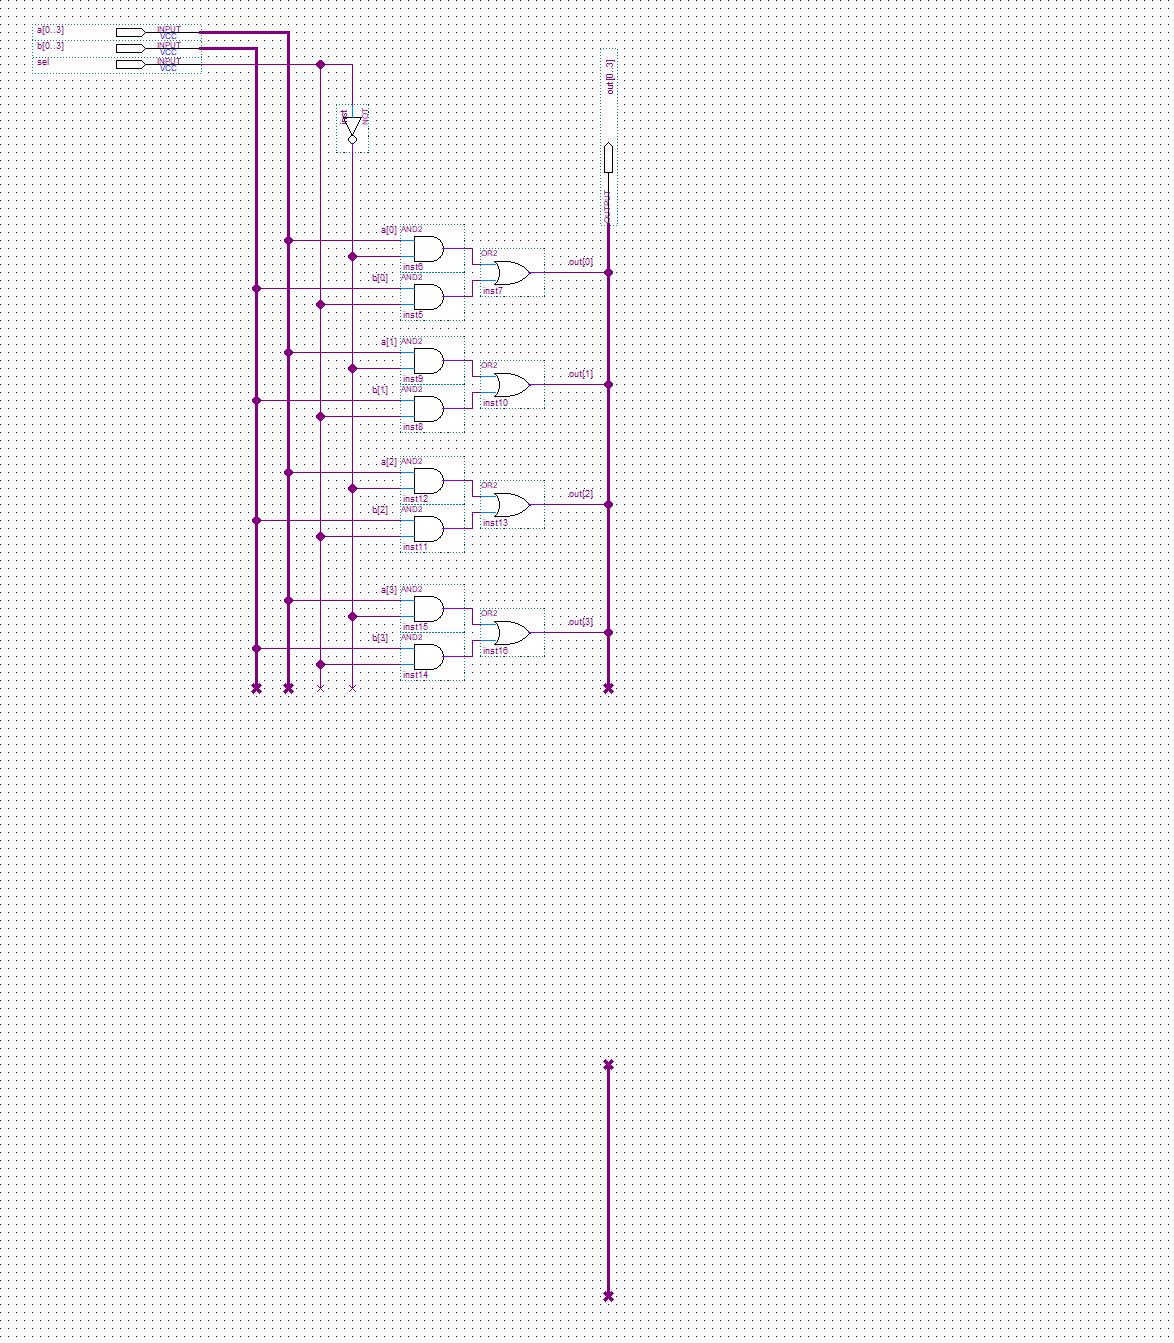 a[0..3] INPUT
VCC
b[0..3] INPUT
VCC
sel INPUT
VCC
out[0..3]
inst NOT
OUTPUT
a[0] AND2
inst6
OR2
out[0]
b[0] AND2
inst7
inst5
a[1] AND2
inst9
OR2
out[1]
b[1] AND2
inst10
inst8
a[2] AND2
inst12
OR2
out[2]
b[2] AND2
inst13
inst11
a[3] AND2
inst15
OR2
out[3]
b[3] AND2
inst16
inst14